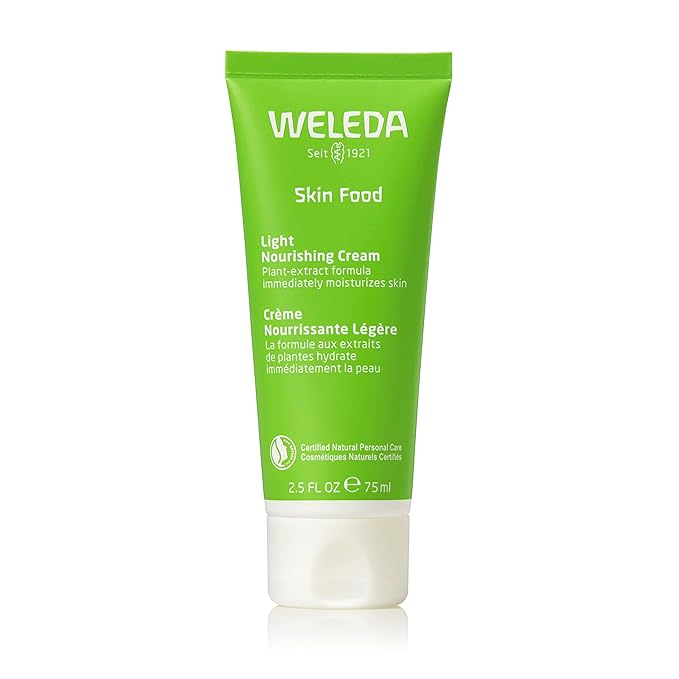 WELEDA
Seit 1921
Skin Food
Light
Nourishing Cream
Plant-extract formula
immediately moisturizes skin
Crème
Nourrissante Légère
La formule aux extraits
de plantes hydrate
immédiatement la peau
Certified Natural Personal Care
Cosmétiques Naturels Certifiés
2.5 FL OZ ℮ 75 ml